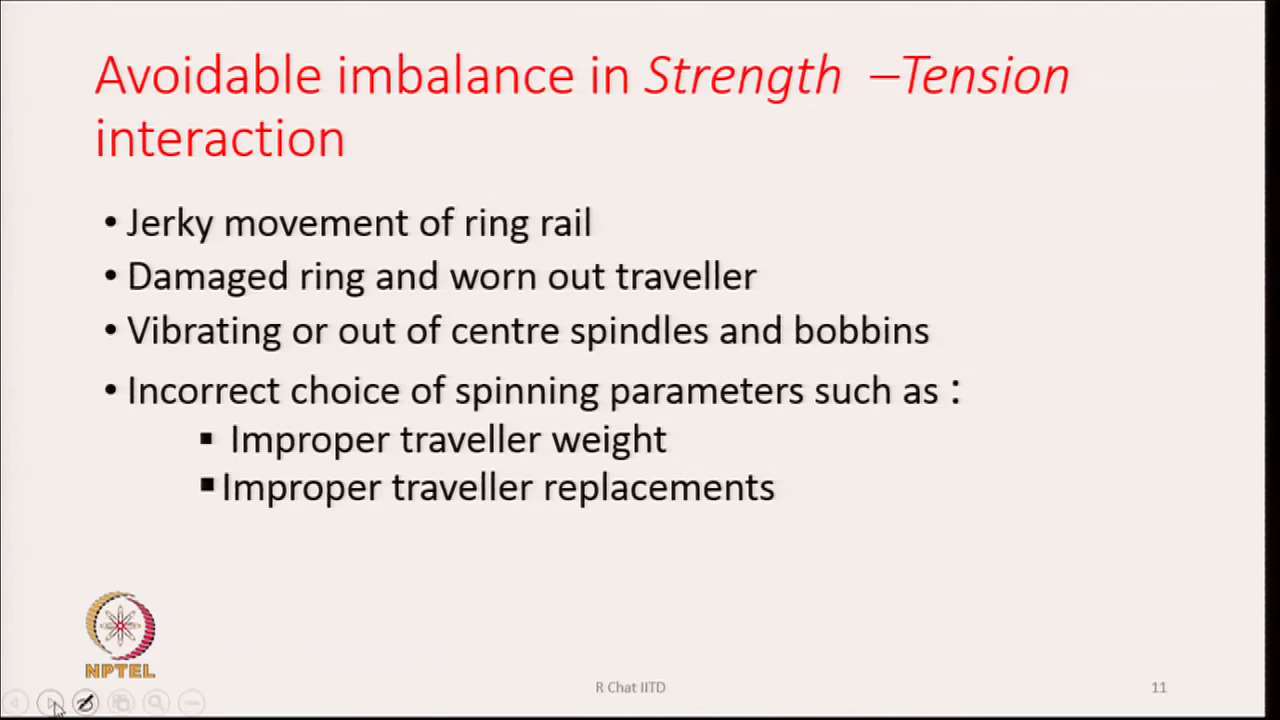 Avoidable imbalance in Strength –Tension
interaction
• Jerky movement of ring rail
• Damaged ring and worn out traveller
• Vibrating or out of centre spindles and bobbins
• Incorrect choice of spinning parameters such as :
▪ Improper traveller weight
▪ Improper traveller replacements
NPTEL
R Chat IITD
11